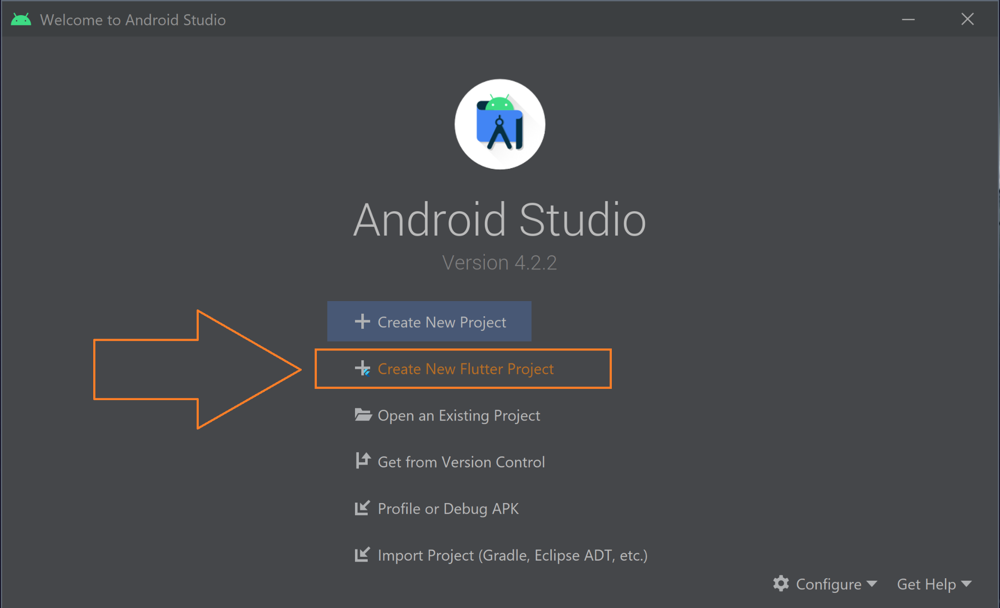 Welcome to Android Studio
Android Studio
Version 4.2.2
Create New Project
Create New Flutter Project
Open an Existing Project
Get from Version Control
Profile or Debug APK
Import Project (Gradle, Eclipse ADT, etc.)
Configure
Get Help